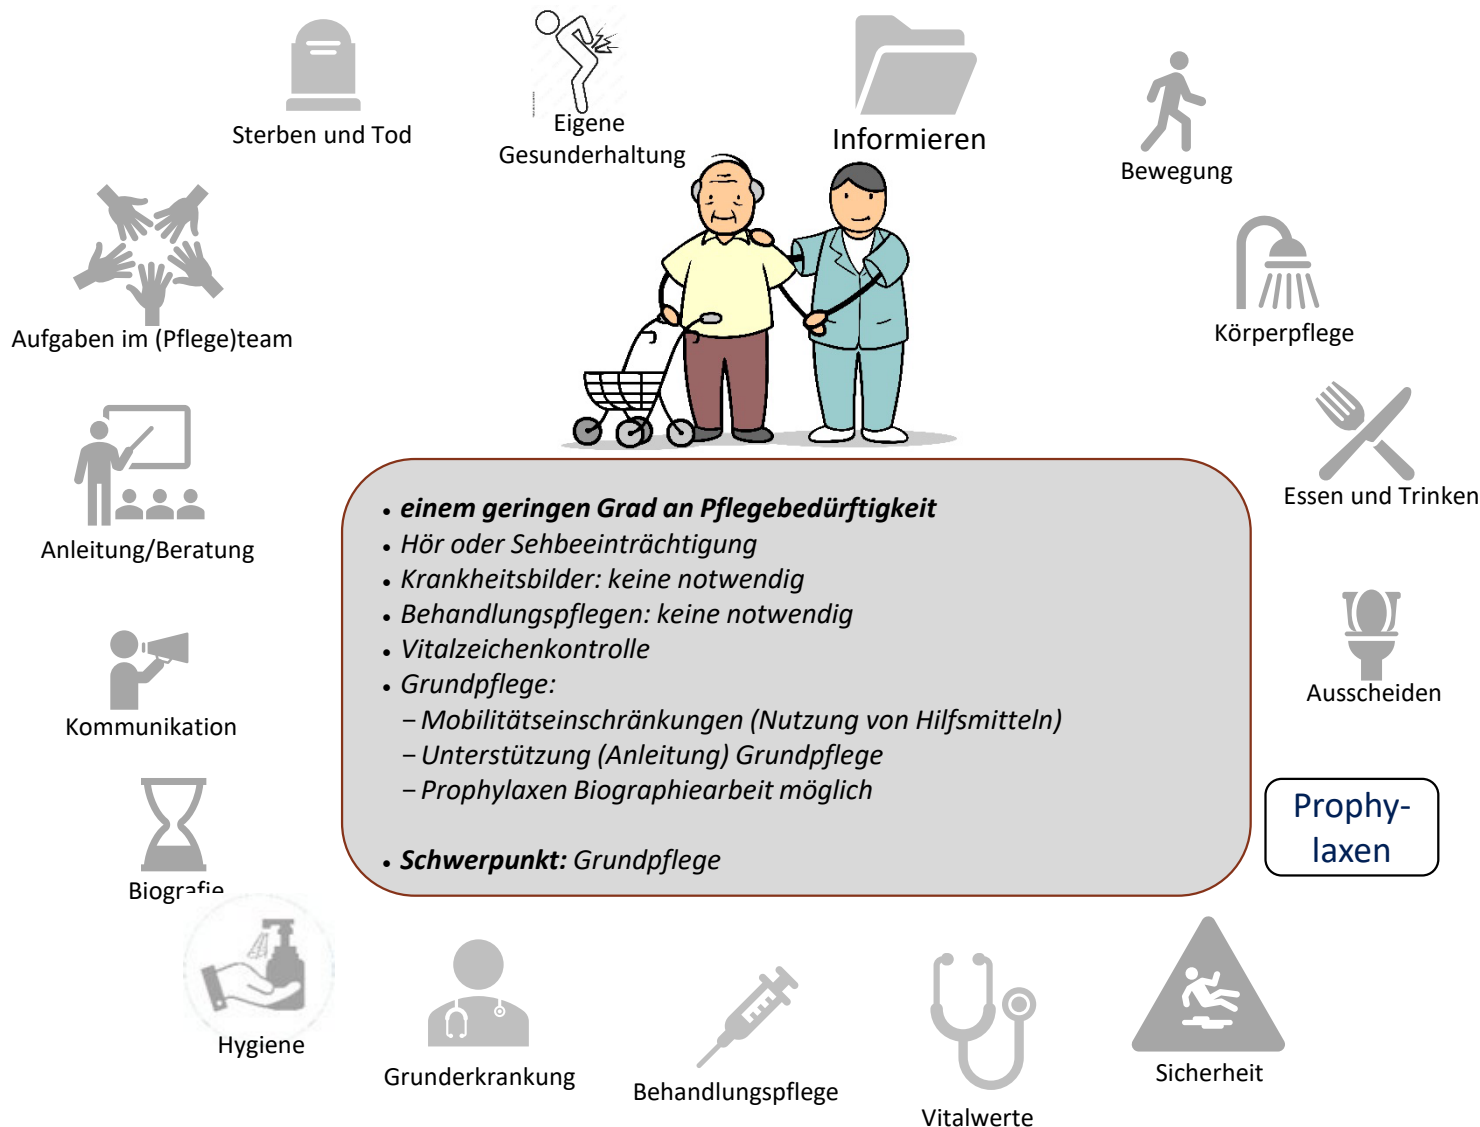 Sterben und Tod
Eigene
Gesunderhaltung
Informieren
Bewegung
Aufgaben im (Pflege)team
Körperpflege
Anleitung/Beratung
Essen und Trinken
• einem geringen Grad an Pflegebedürftigkeit
• Hör oder Sehbeeinträchtigung
• Krankheitsbilder: keine notwendig
• Behandlungspflegen: keine notwendig
• Vitalzeichenkontrolle
• Grundpflege:
– Mobilitätseinschränkungen (Nutzung von Hilfsmitteln)
– Unterstützung (Anleitung) Grundpflege
– Prophylaxen Biographiearbeit möglich
• Schwerpunkt: Grundpflege
Kommunikation
Ausscheiden
Biografie
Prophy-
laxen
Hygiene
Grunderkrankung
Behandlungspflege
Vitalwerte
Sicherheit